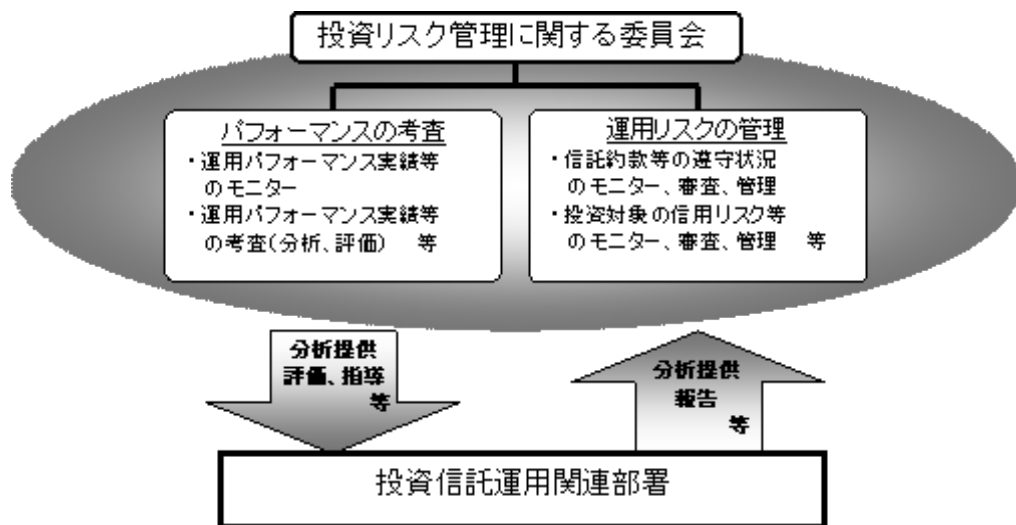 投資リスク管理に関する委員会
パフォーマンスの考査
・運用パフォーマンス実績等
のモニター
・運用パフォーマンス実績等
の考査(分析、評価) 等
運用リスクの管理
・信託約款等の遵守状況
のモニター、審査、管理
・投資対象の信用リスク等
のモニター、審査、管理 等
分析提供
評価、指導
等
分析提供
報告
等
投資信託運用関連部署